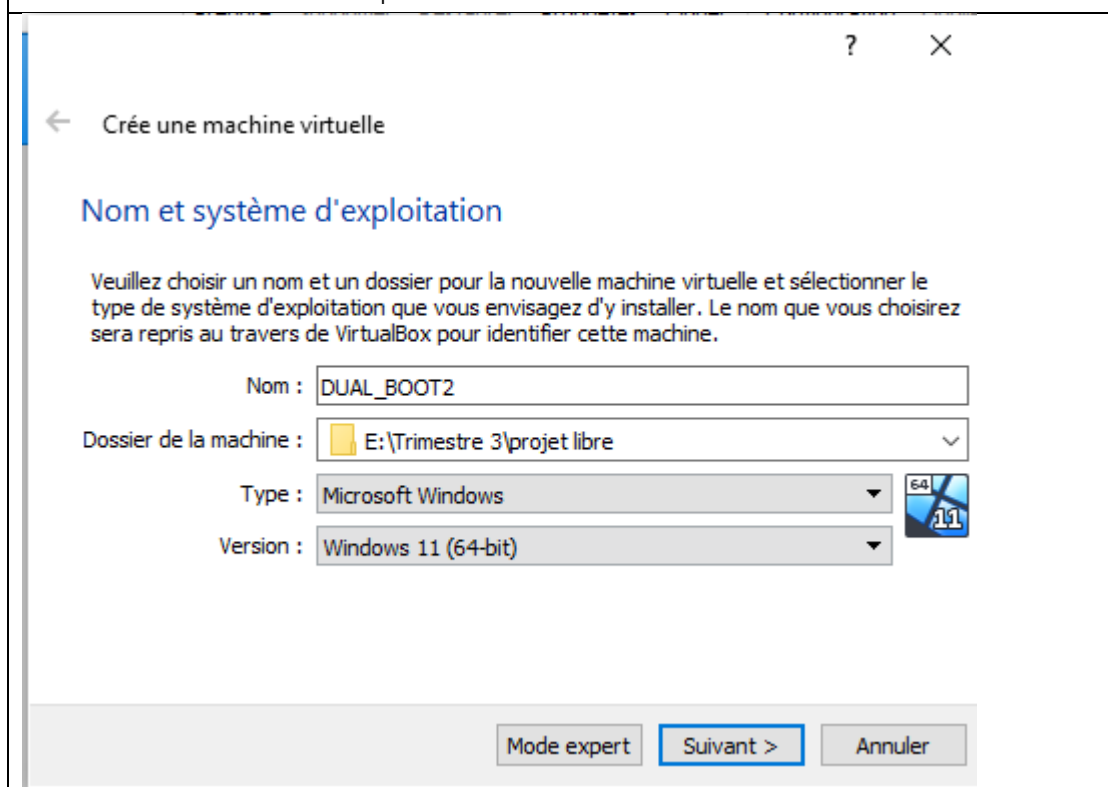 ?
Crée une machine virtuelle
Nom et système d'exploitation
Veuillez choisir un nom et un dossier pour la nouvelle machine virtuelle et sélectionner le
type de système d'exploitation que vous envisagez d'y installer. Le nom que vous choisirez
sera repris au travers de VirtualBox pour identifier cette machine.
Nom : DUAL_BOOT2
Dossier de la machine : E:\Trimestre 3\projet libre
Type : Microsoft Windows
64
11
Version : Windows 11 (64-bit)
Mode expert Suivant > Annuler